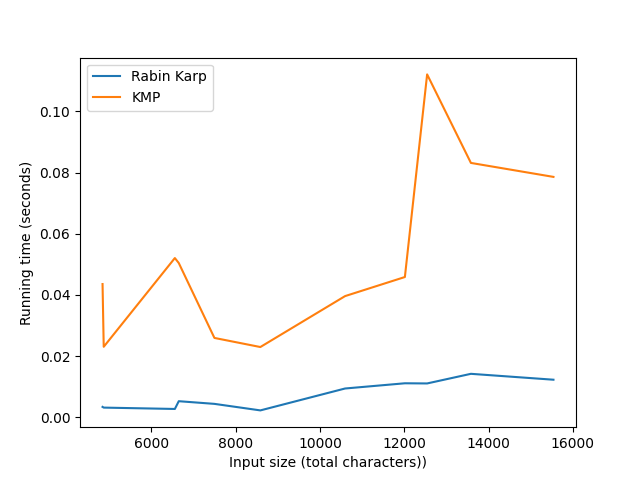 Rabin Karp
KMP
0.10
0.08
0.06
0.04
0.02
0.00
Running time (seconds)
6000 8000 10000 12000 14000 16000
Input size (total characters))